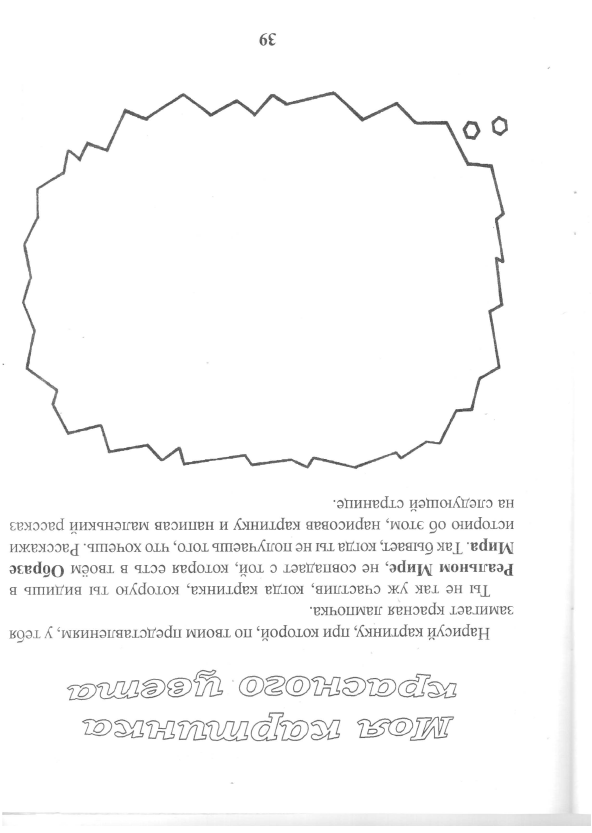 Моя картинка
красного цвета
Нарисуй картинку, при которой, по твоим представлениям, у тебя
замигает красная лампочка.
Ты не так уж счастлив, когда картинка, которую ты видишь в
Реальном Мире, не совпадает с той, которая есть в твоём Образе
Мира. Так бывает, когда ты не получаешь того, что хочешь. Расскажи
историю об этом, нарисовав картинку и написав маленький рассказ
на следующей странице.
39